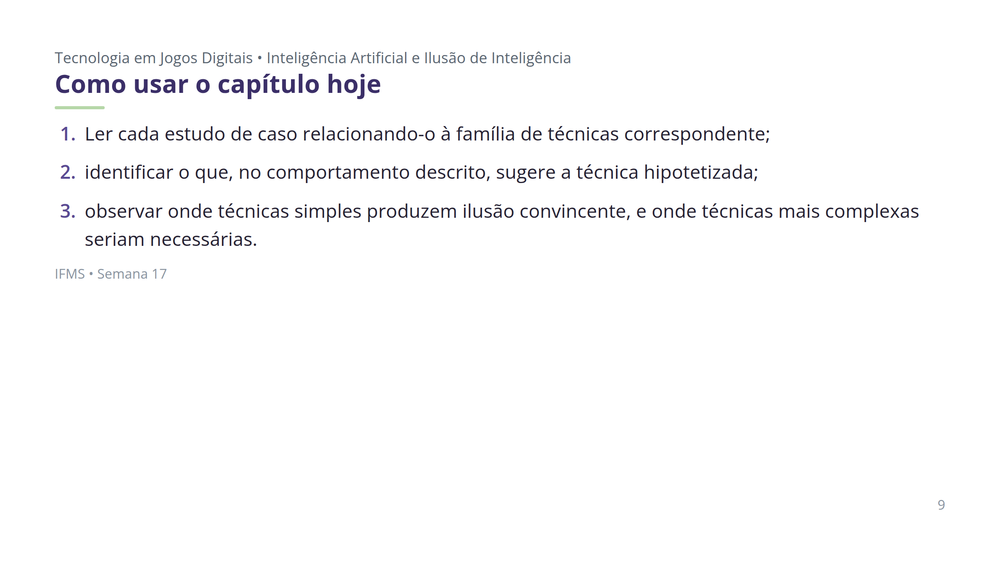 Tecnologia em Jogos Digitais • Inteligência Artificial e Ilusão de Inteligência
Como usar o capítulo hoje
1. Ler cada estudo de caso relacionando-o à família de técnicas correspondente;
2. identificar o que, no comportamento descrito, sugere a técnica hipotetizada;
3. observar onde técnicas simples produzem ilusão convincente, e onde técnicas mais complexas
seriam necessárias.
IFMS • Semana 17
9